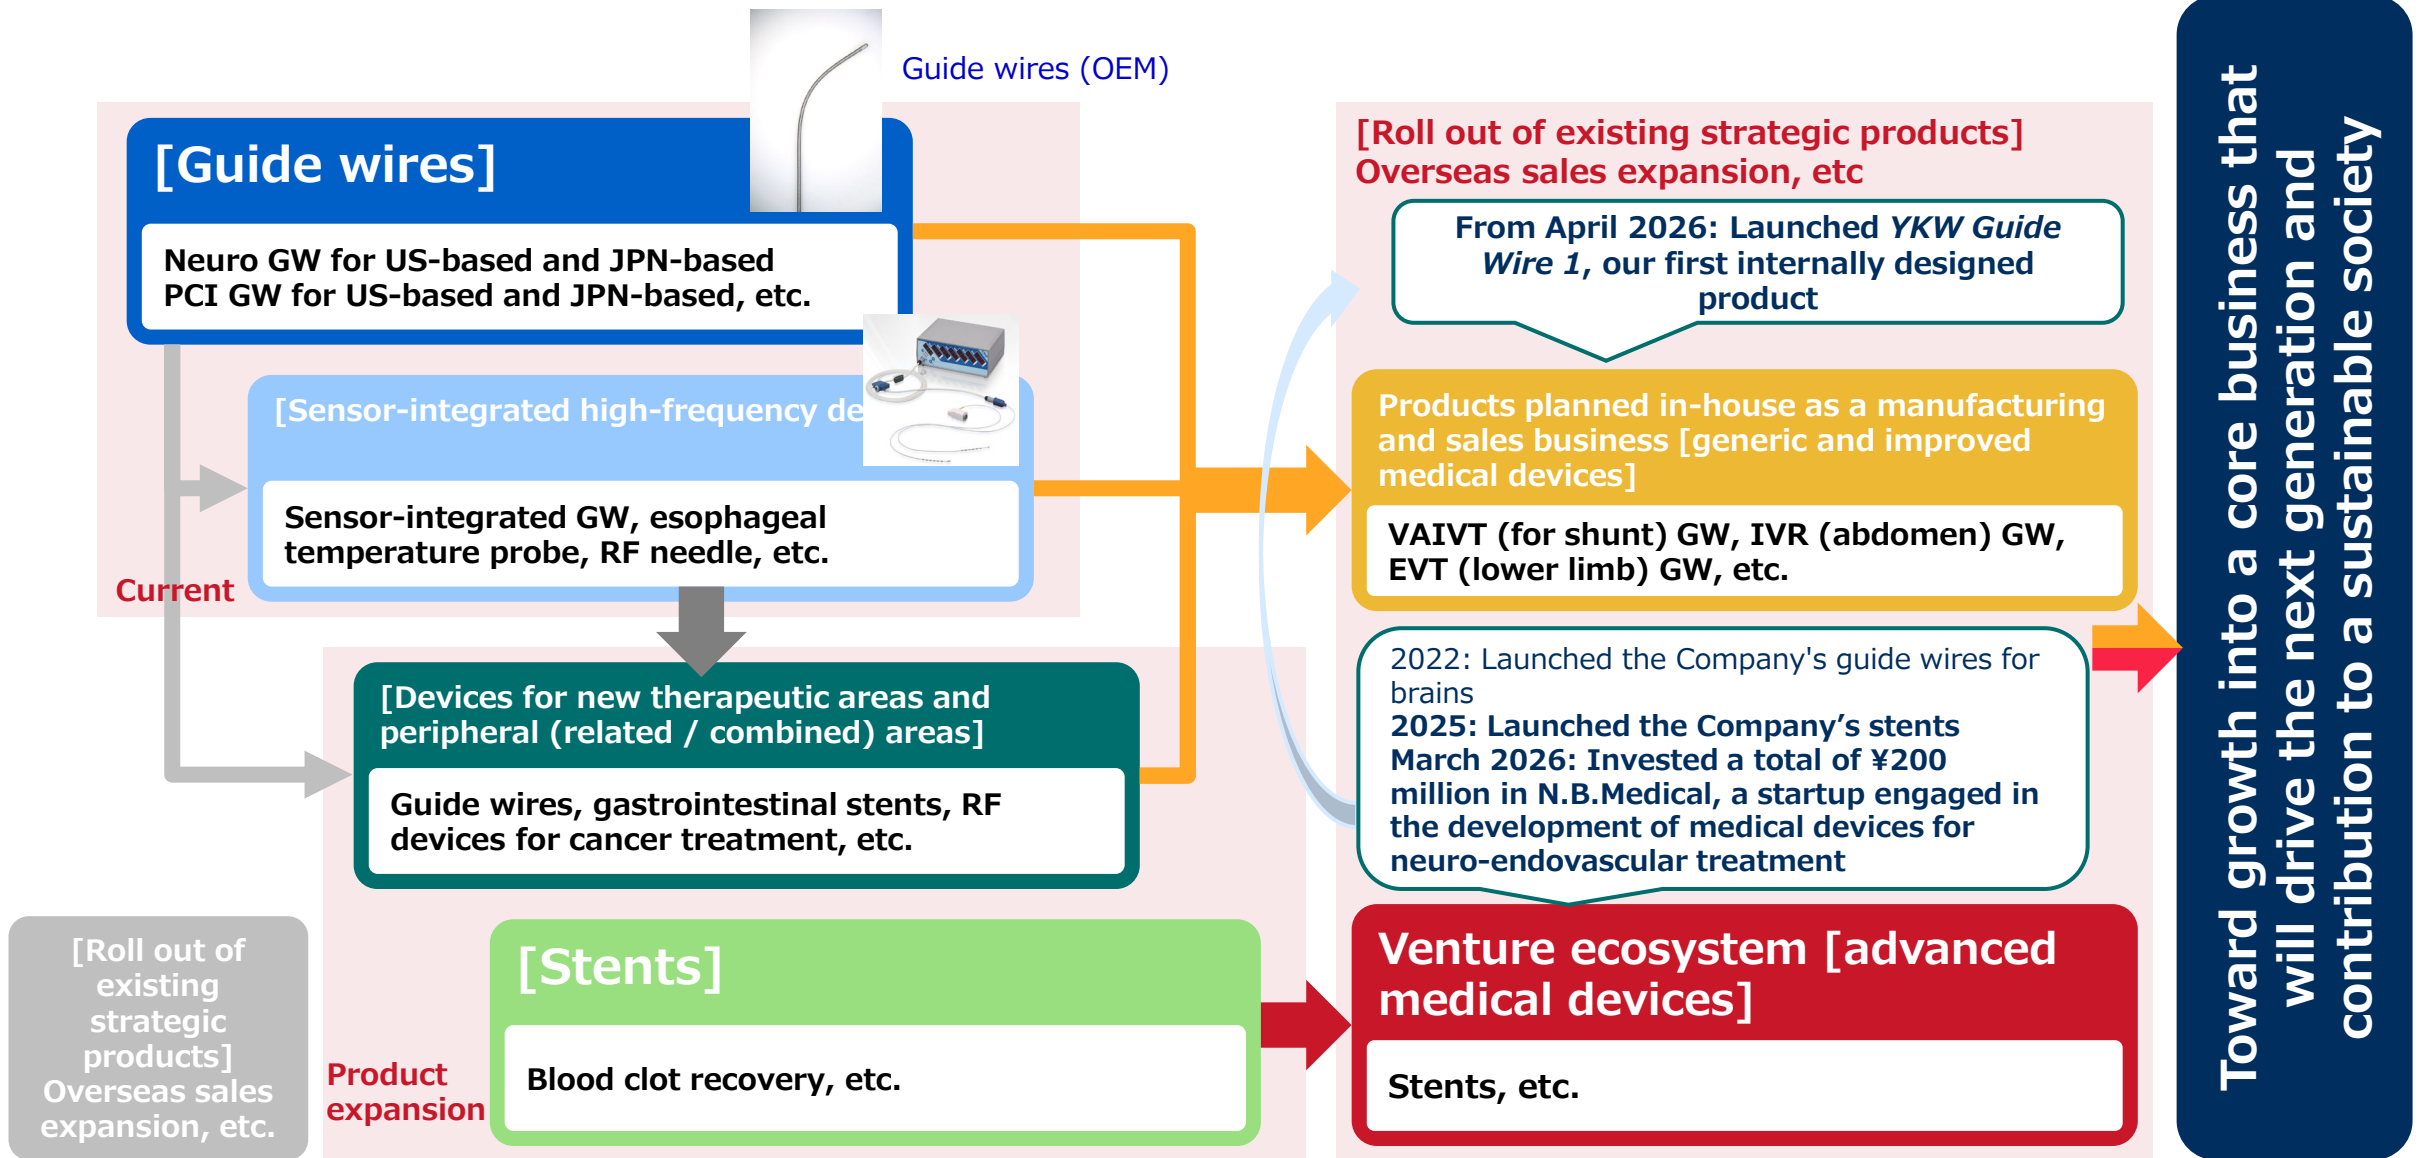 Guide wires (OEM)
[Guide wires]
Neuro GW for US-based and JPN-based
PCI GW for US-based and JPN-based, etc.
[Sensor-integrated high-frequency de
Sensor-integrated GW, esophageal
temperature probe, RF needle, etc.
Current
[Devices for new therapeutic areas and
peripheral (related / combined) areas]
Guide wires, gastrointestinal stents, RF
devices for cancer treatment, etc.
[Roll out of
existing
strategic
products]
Overseas sales
expansion, etc.
Product
expansion
[Stents]
Blood clot recovery, etc.
[Roll out of existing strategic products]
Overseas sales expansion, etc
From April 2026: Launched YKW Guide
Wire 1, our first internally designed
product
Products planned in-house as a manufacturing
and sales business [generic and improved
medical devices]
VAIVT (for shunt) GW, IVR (abdomen) GW,
EVT (lower limb) GW, etc.
2022: Launched the Company's guide wires for
brains
2025: Launched the Company’s stents
March 2026: Invested a total of ¥200
million in N.B.Medical, a startup engaged in
the development of medical devices for
neuro-endovascular treatment
Venture ecosystem [advanced
medical devices]
Stents, etc.
Toward growth into a core business that
will drive the next generation and
contribution to a sustainable society